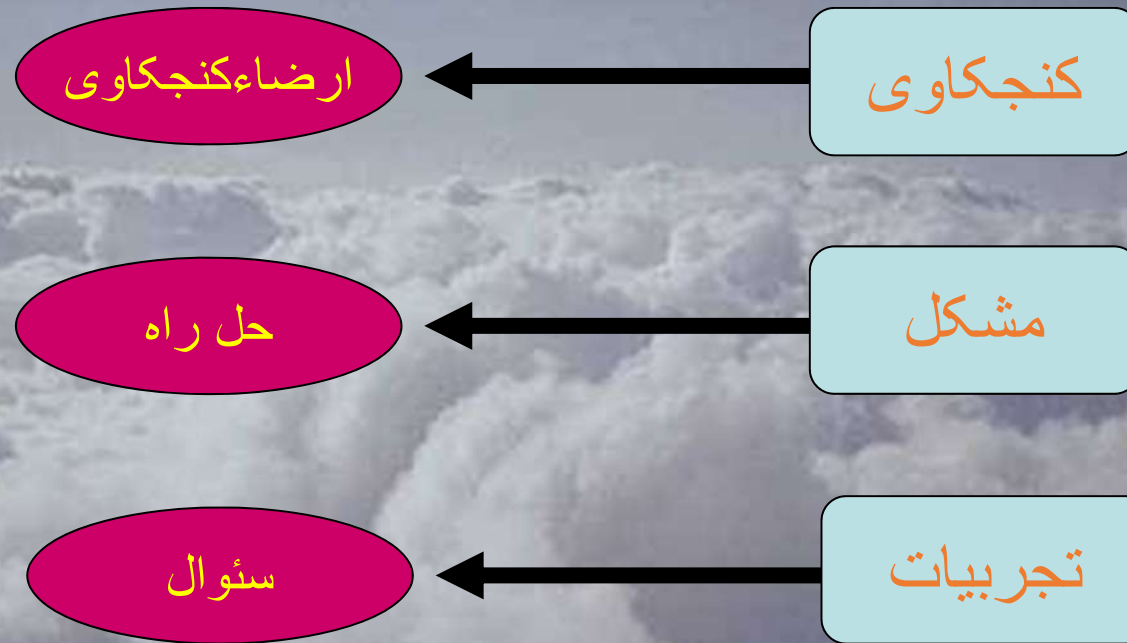 کنجکاوی
ارضاءکنجکاوی
مشکل
حل راه
تجربیات
سئوال